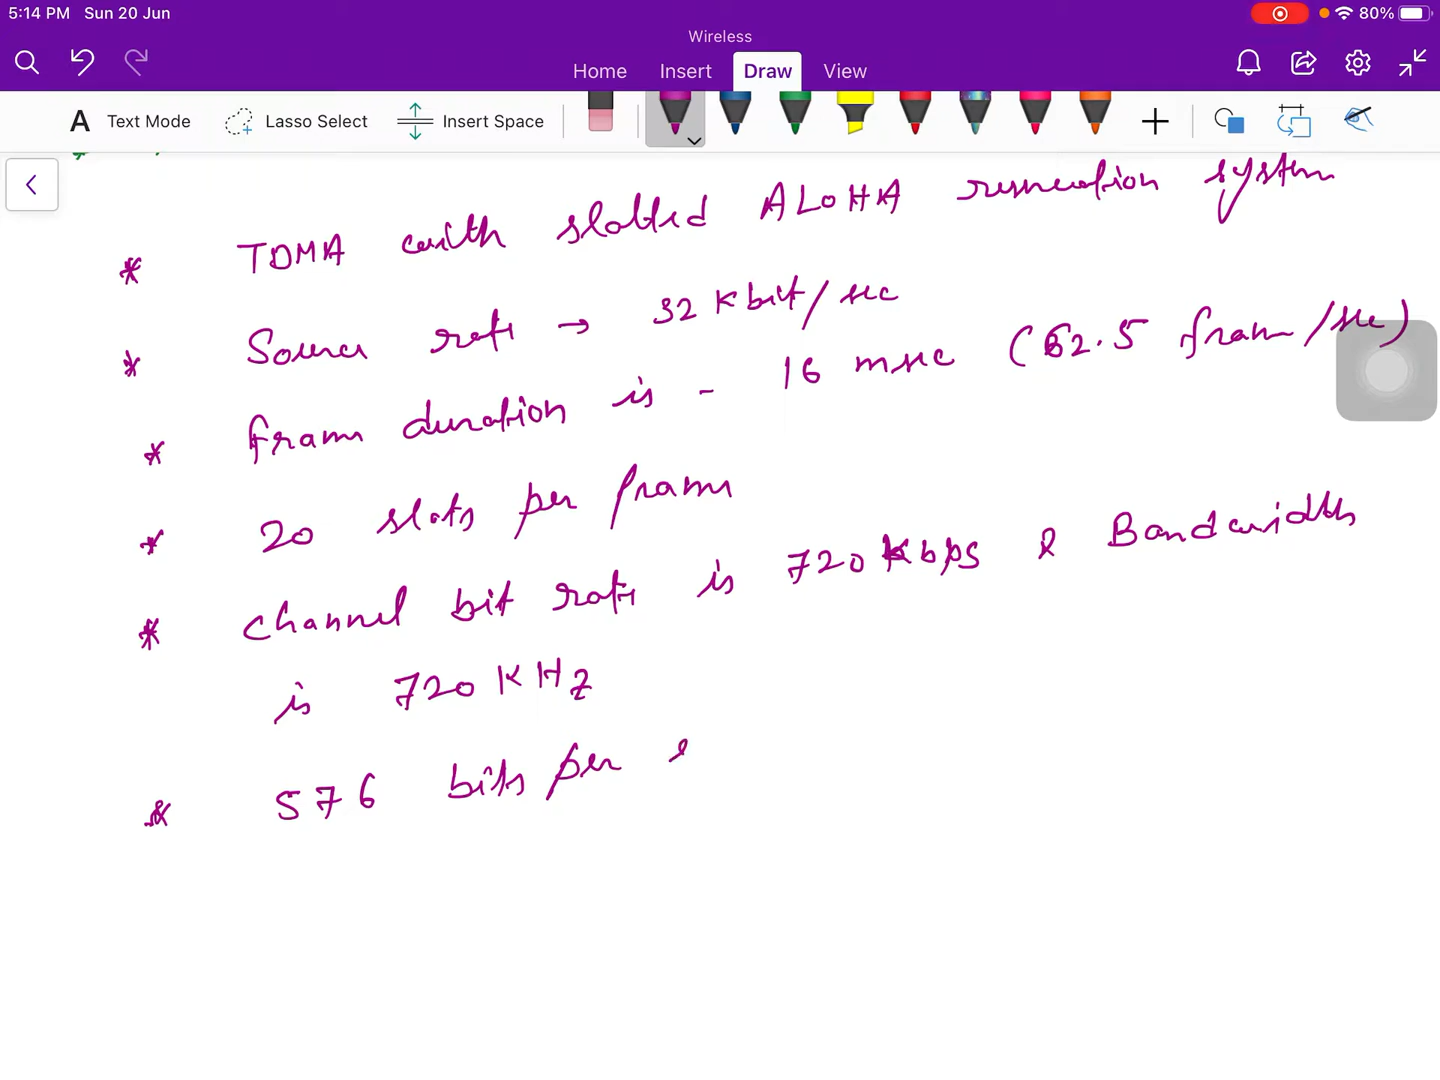 5:14 PM Sun 20 Jun 80%
Wireless
Home Insert Draw View
A Text Mode Lasso Select Insert Space
* TDMA with slotted ALOHA reservation system
* Source rate → 32 Kbit/sec
* frame duration is - 16 msec (62.5 frame/sec)
* 20 slots per frame
* channel bit rate is 720 Kbps & Bandwidth
is 720 KHz
* 576 bits per s